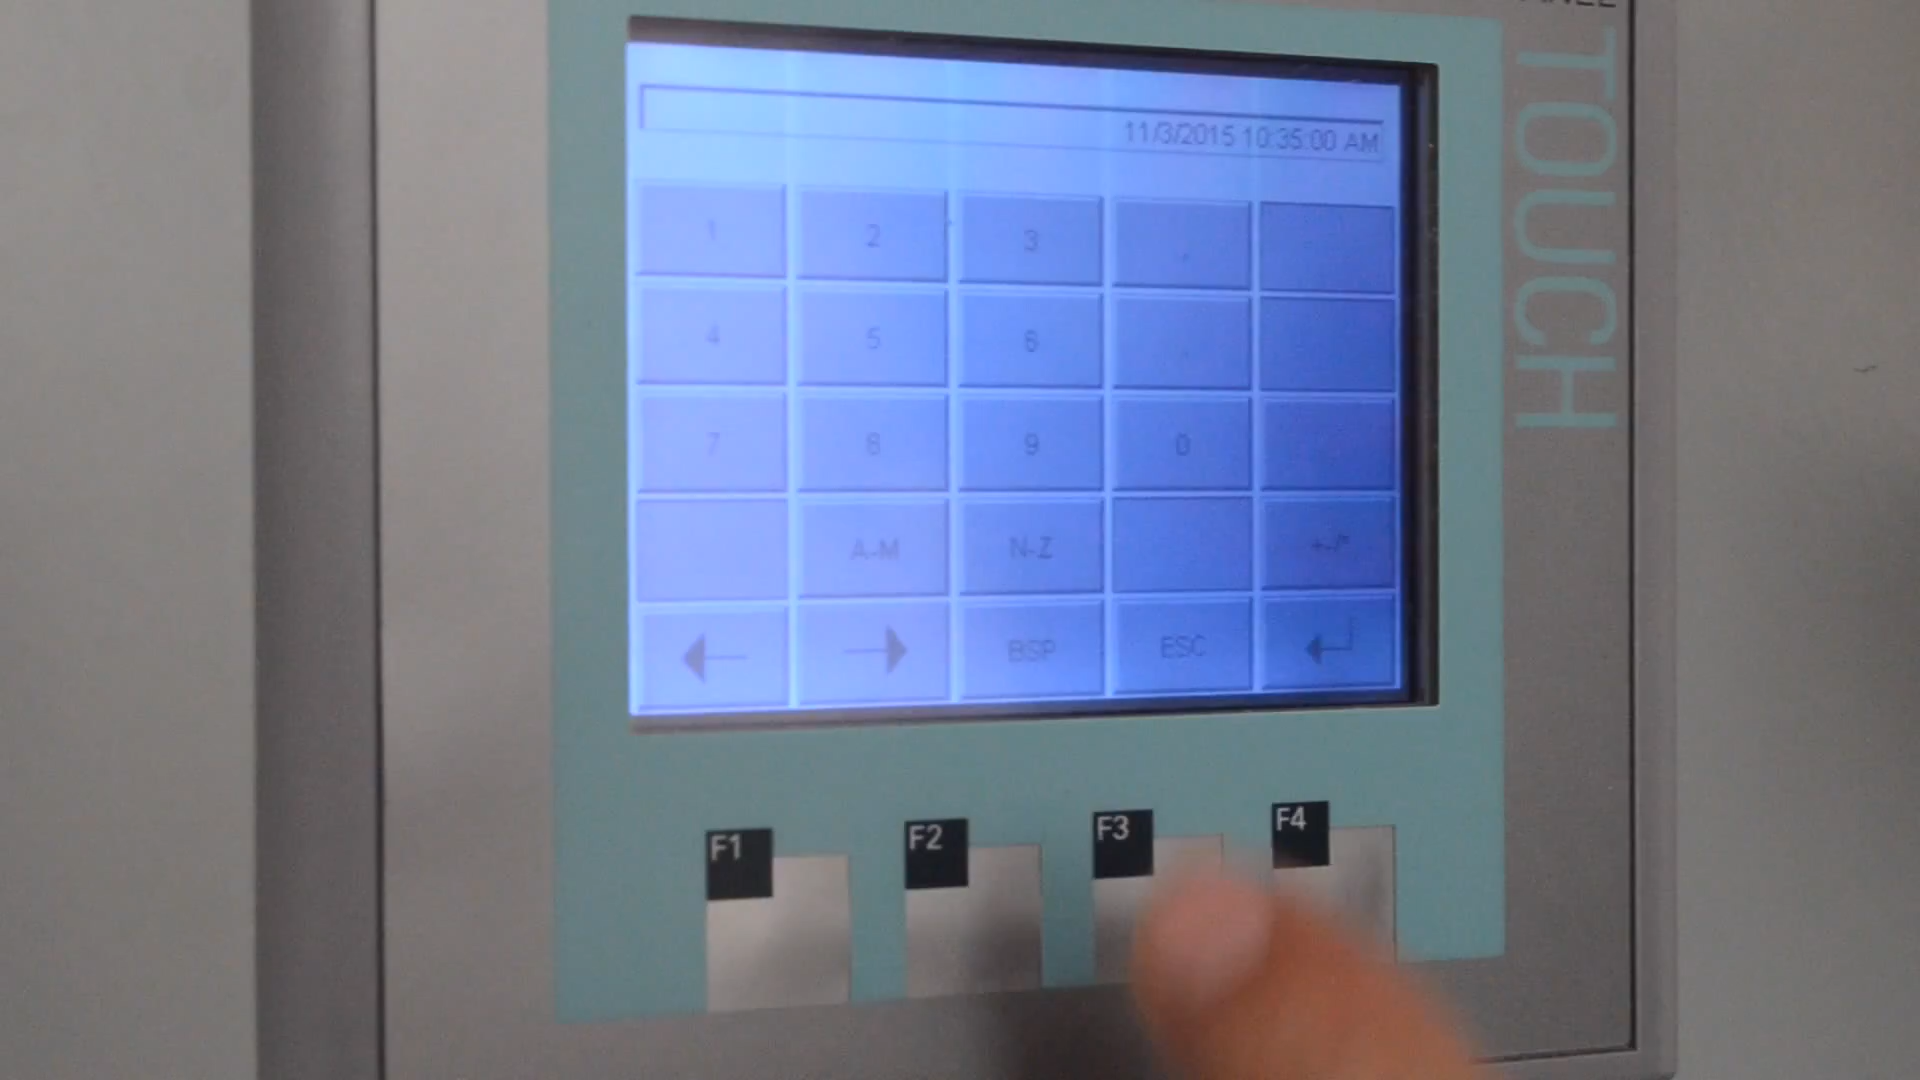 TOUCH
11/3/2015 10:35:00 AM
1 2 3 .
4 5 6
7 8 9 0
A-M N-Z +-/*
BSP ESC
F1 F2 F3 F4